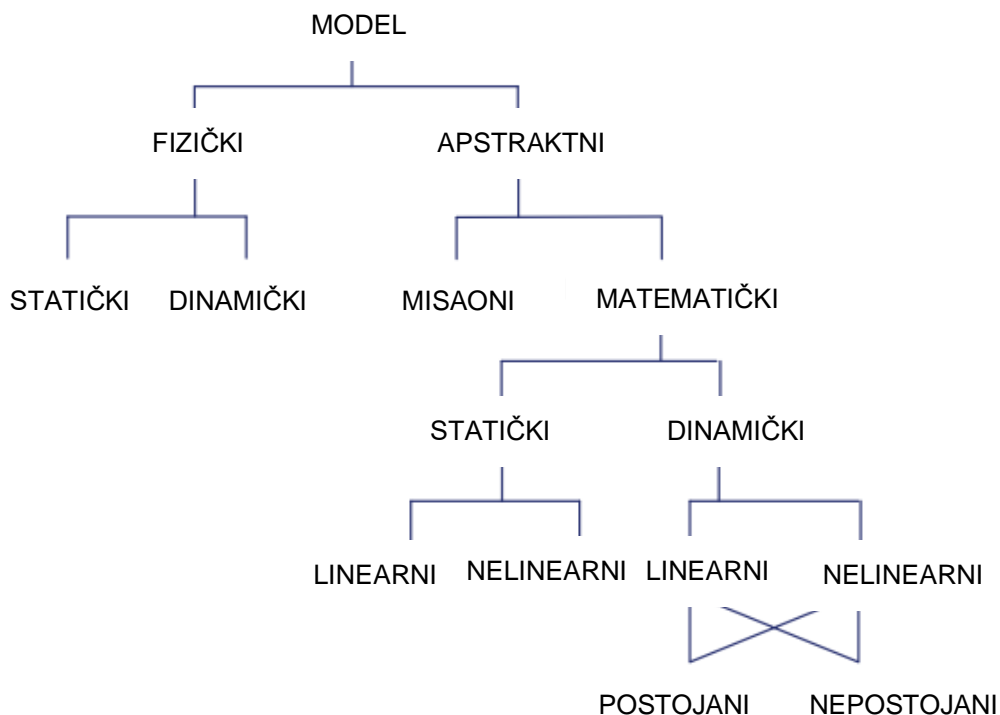 MODEL
FIZIČKI APSTRAKTNI
STATIČKI DINAMIČKI MISAONI MATEMATIČKI
STATIČKI DINAMIČKI
LINEARNI NELINEARNI LINEARNI NELINEARNI
POSTOJANI NEPOSTOJANI